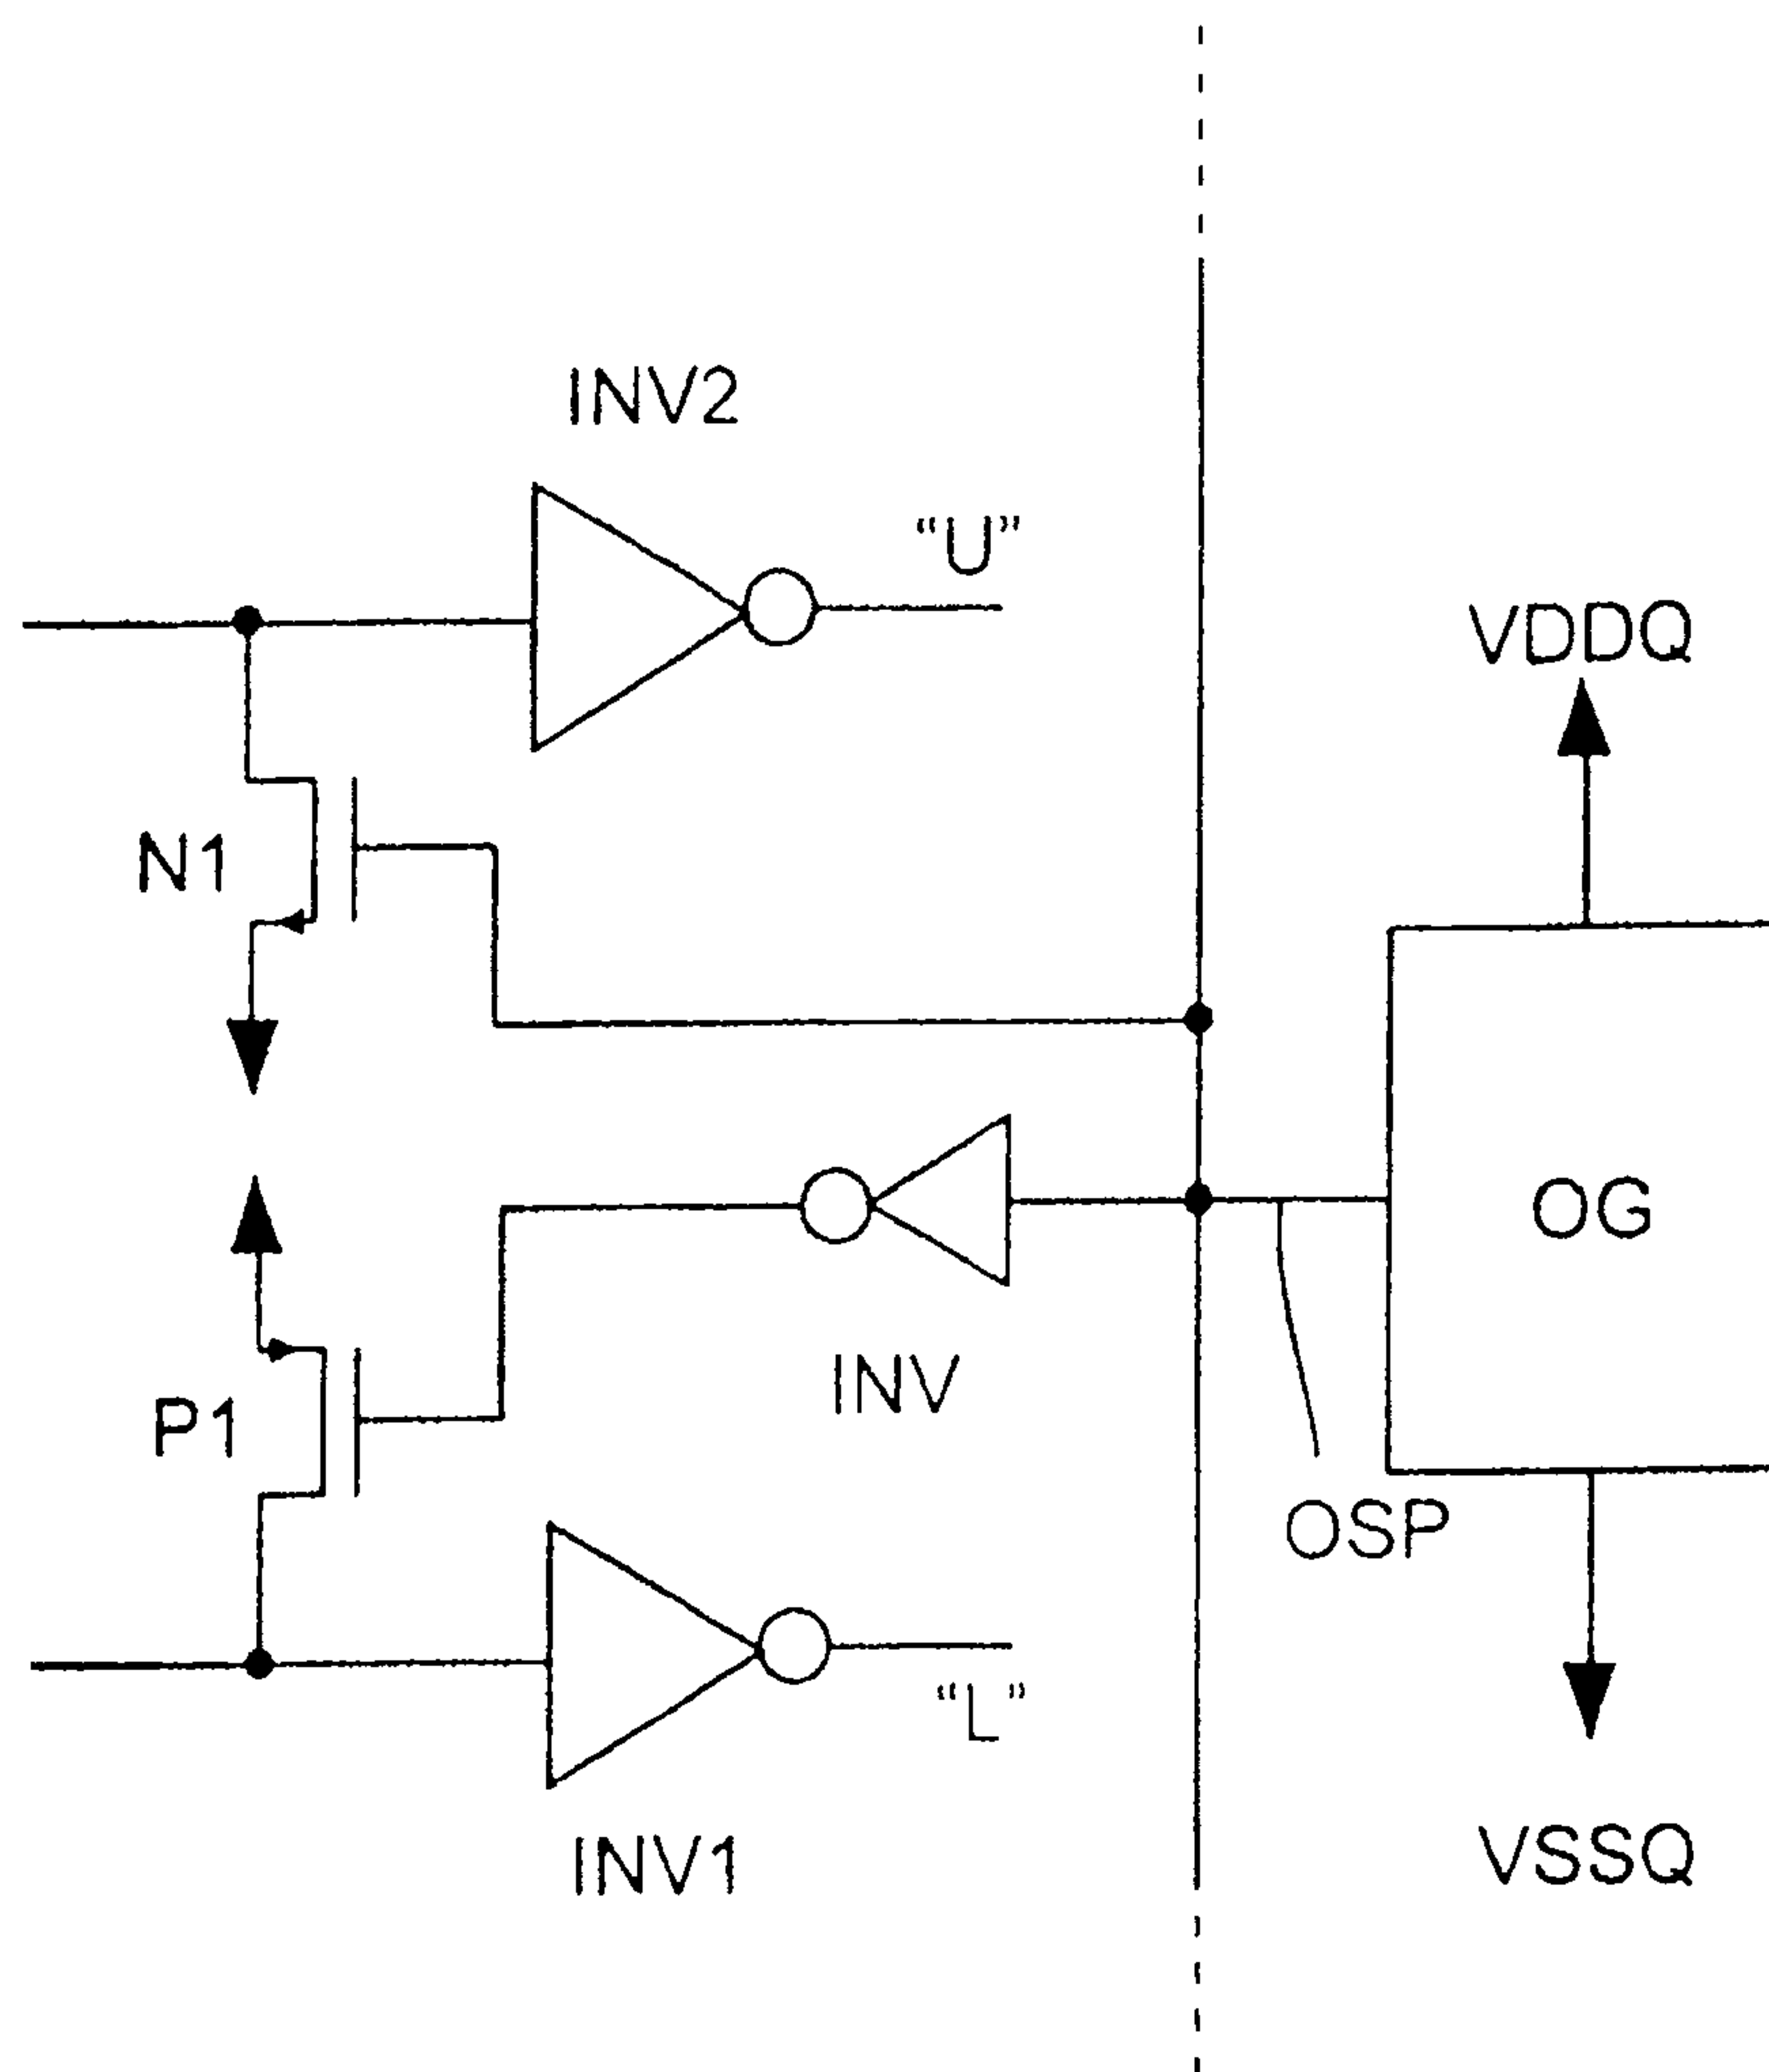 INV2
“U”
VDDQ
N1
OG
INV
P1
OSP
“L”
INV1
VSSQ